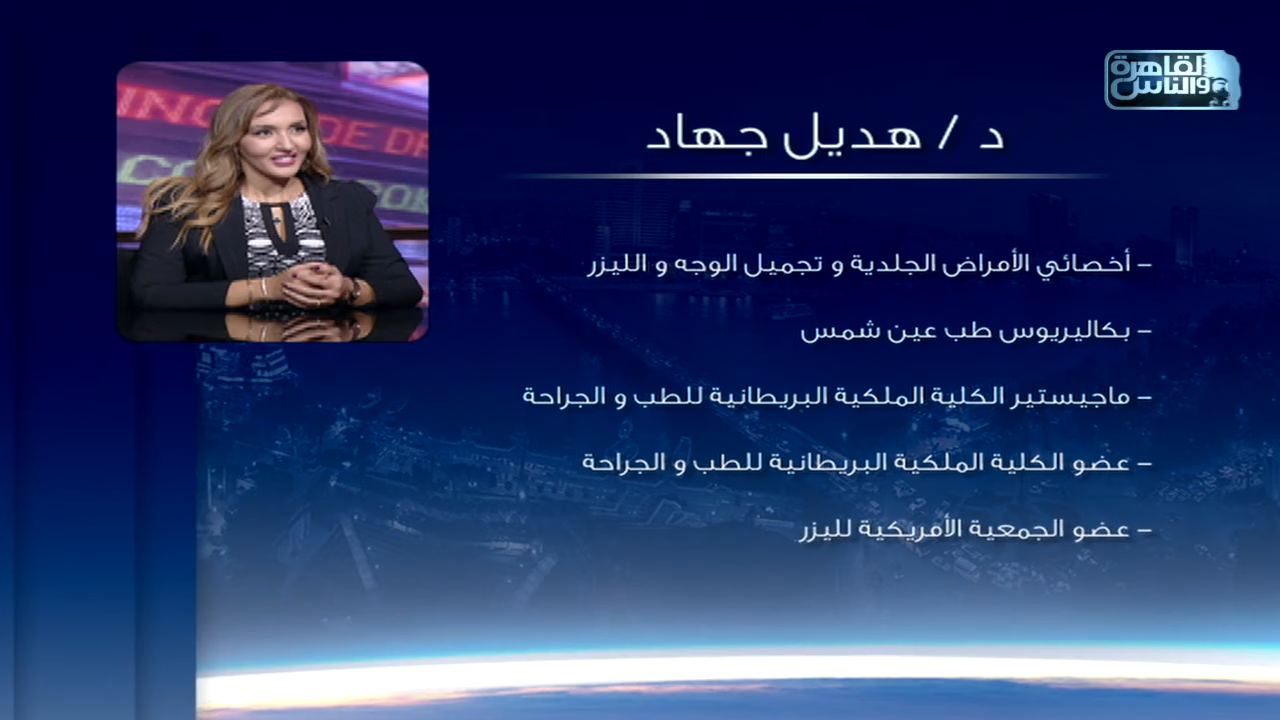 القاهرة
والناس
د / هديل جهاد
- أخصائي الأمراض الجلدية و تجميل الوجه و الليزر
- بكاليريوس طب عين شمس
- ماجيستير الكلية الملكية البريطانية للطب و الجراحة
- عضو الكلية الملكية البريطانية للطب و الجراحة
- عضو الجمعية الأمريكية لليزر